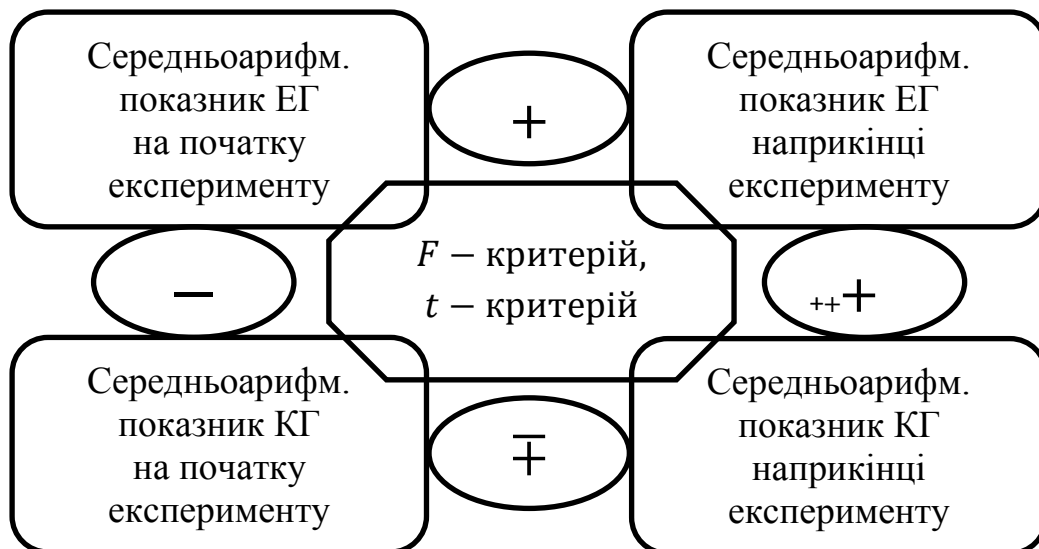 Середньоарифм.
показник ЕГ
на початку
експерименту
+
Середньоарифм.
показник ЕГ
наприкінці
експерименту
−
F − критерій,
t − критерій
+++
Середньоарифм.
показник КГ
на початку
експерименту
∓
Середньоарифм.
показник КГ
наприкінці
експерименту